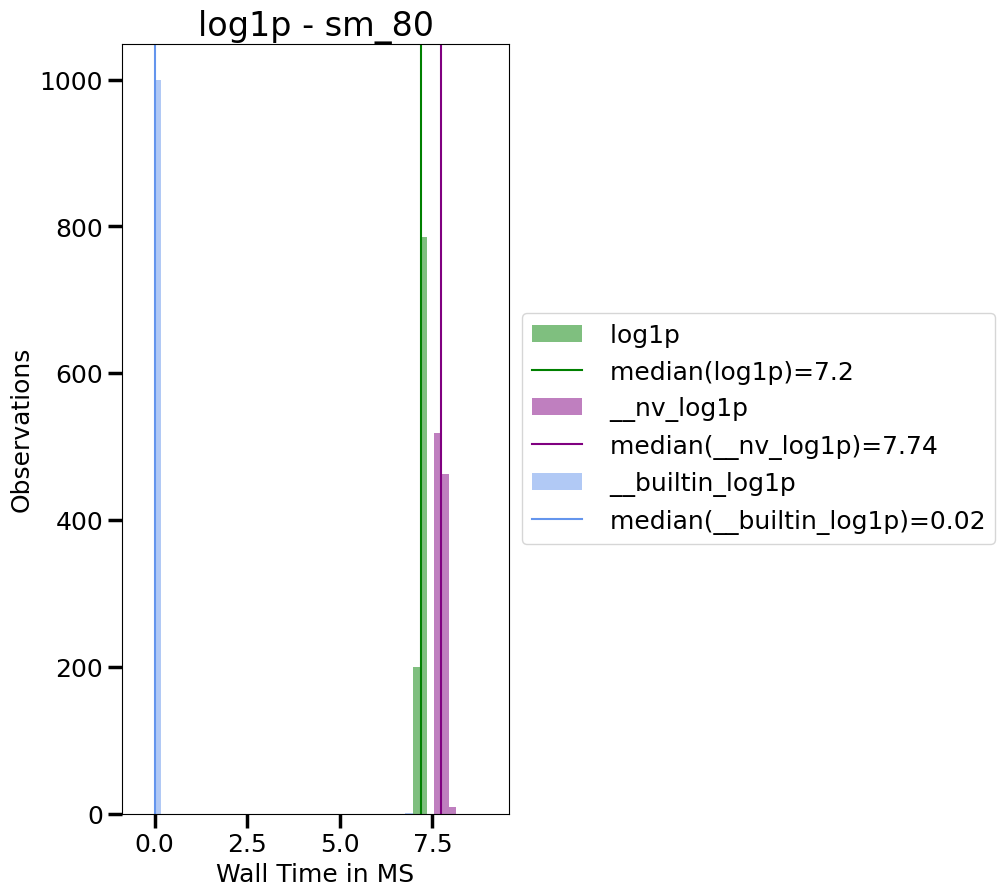 log1p - sm_80
Observations
1000
800
600
400
200
0
0.0 2.5 5.0 7.5
Wall Time in MS
log1p
median(log1p)=7.2
__nv_log1p
median(__nv_log1p)=7.74
__builtin_log1p
median(__builtin_log1p)=0.02